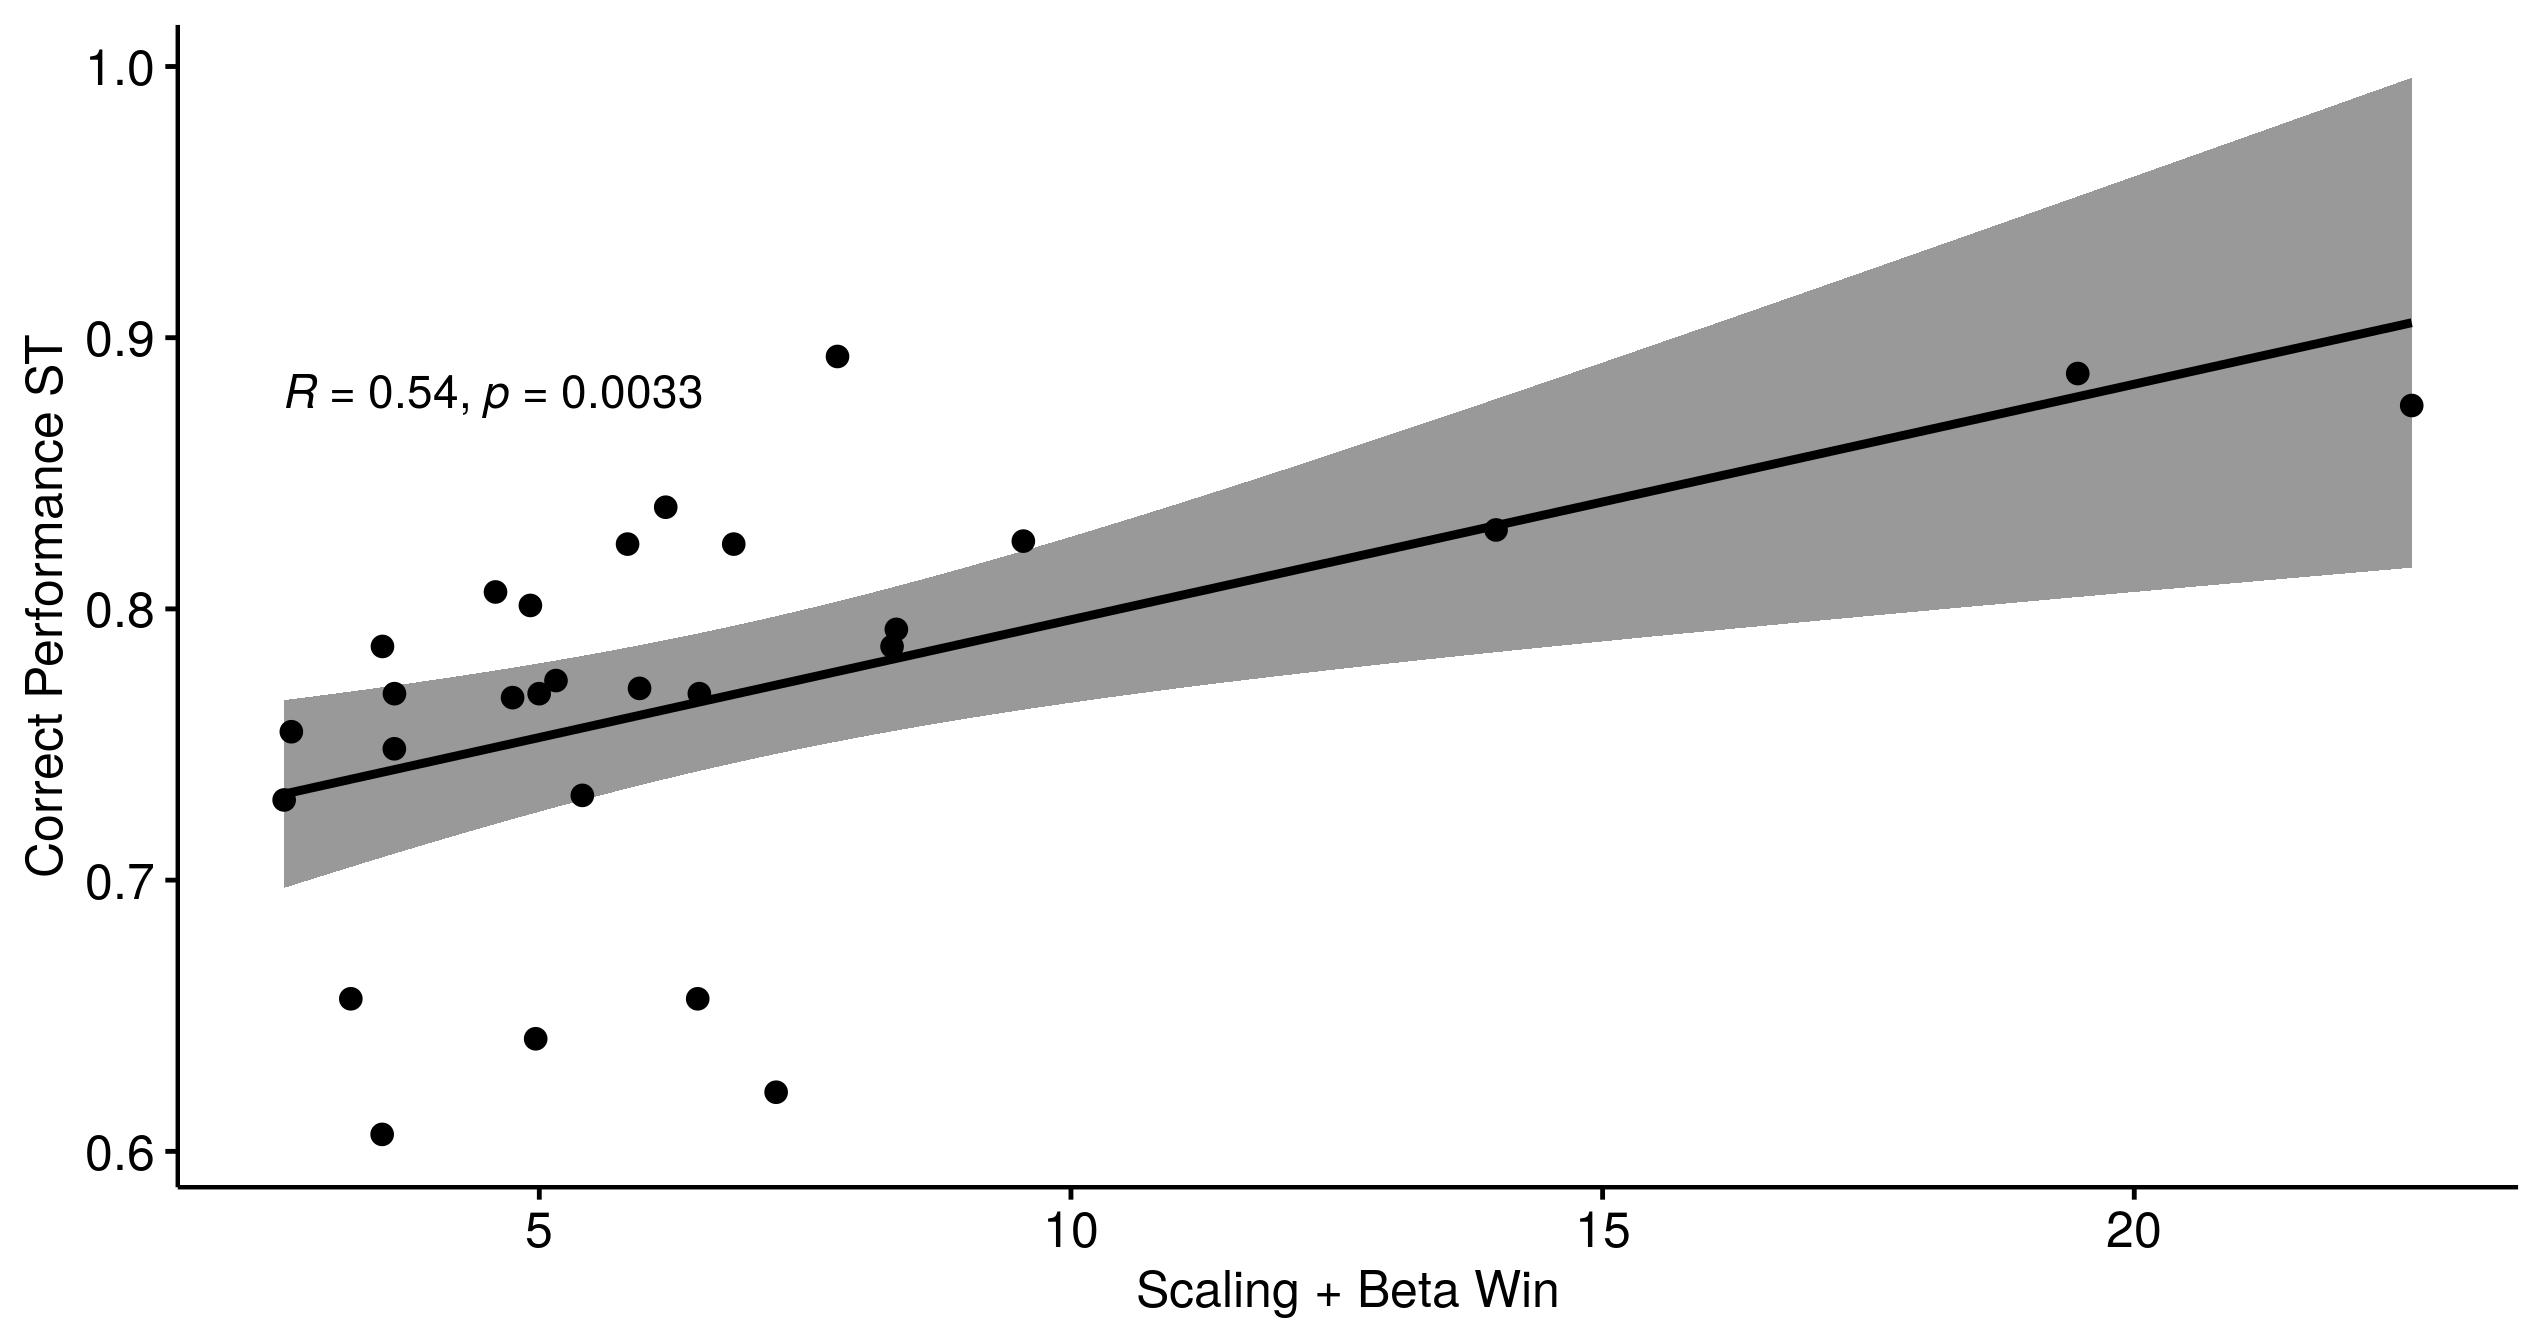 1.0
0.9
0.8
0.7
0.6
Correct Performance ST
R = 0.54, p = 0.0033
5 10 15 20
Scaling + Beta Win